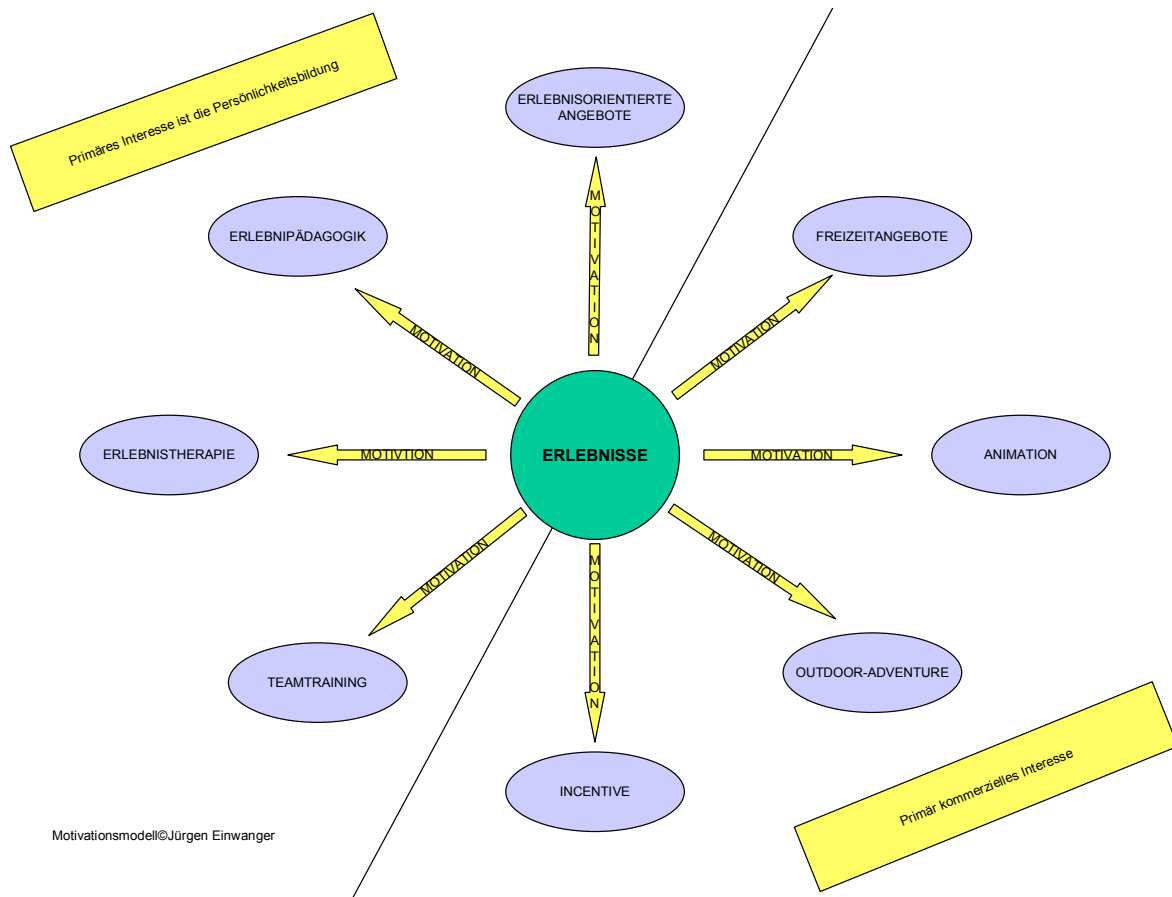 Primäres Interesse ist die Persönlichkeitsbildung
ERLEBNISORIENTIERTE
ANGEBOTE
MOTIVATION
ERLEBNIPÄDAGOGIK
FREIZEITANGEBOTE
MOTIVATION
MOTIVATION
ERLEBNISTHERAPIE
MOTIVTION
ERLEBNISSE
MOTIVATION
ANIMATION
MOTIVATION
MOTIVATION
MOTIVATION
TEAMTRAINING
OUTDOOR-ADVENTURE
INCENTIVE
Primär kommerzielles Interesse
Motivationsmodell©Jürgen Einwanger